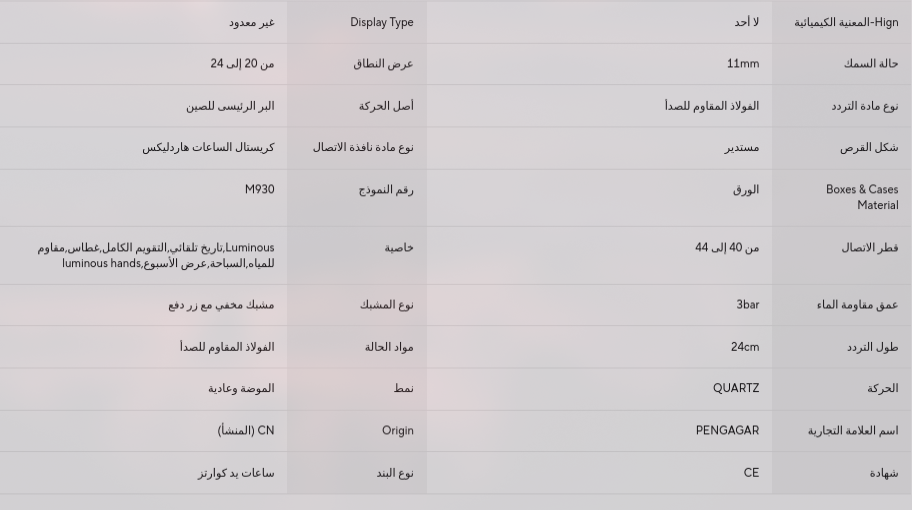 Hign-المعنية الكيميائية
لا أحد
Display Type
غير معدود
حالة السمك
11mm
عرض النطاق
من 20 إلى 24
نوع مادة التردد
الفولاذ المقاوم للصدأ
أصل الحركة
البر الرئيسى للصين
شكل القرص
مستدير
نوع مادة نافذة الاتصال
كريستال الساعات هاردليكس
Boxes & Cases
Material
الورق
رقم النموذج
M930
قطر الاتصال
من 40 إلى 44
خاصية
Luminous,تاريخ تلقائي,التقويم الكامل,غطاس,مقاوم
للمياه,السباحة,عرض الأسبوع,luminous hands
عمق مقاومة الماء
3bar
نوع المشبك
مشبك مخفي مع زر دفع
طول التردد
24cm
مواد الحالة
الفولاذ المقاوم للصدأ
الحركة
QUARTZ
نمط
الموضة وعادية
اسم العلامة التجارية
PENGAGAR
Origin
CN (المنشأ)
شهادة
CE
نوع البند
ساعات يد كوارتز